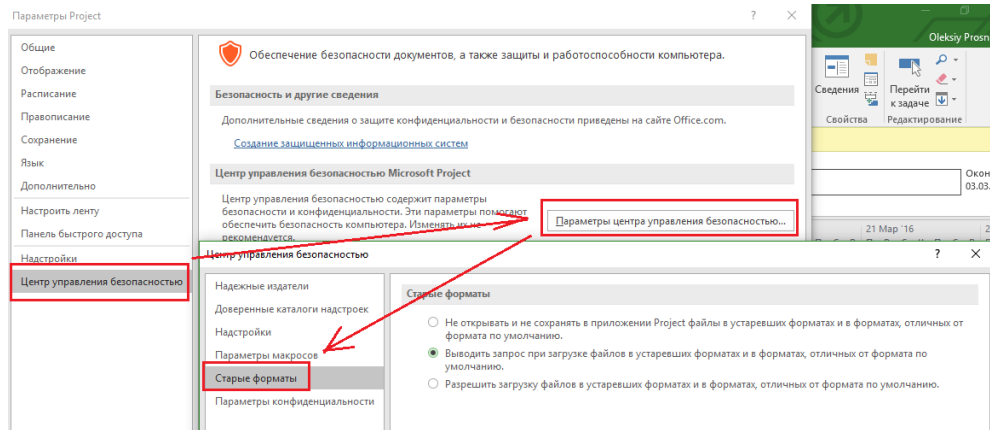 Параметры Project
Общие
Отображение
Расписание
Правописание
Сохранение
Язык
Дополнительно
Настроить ленту
Панель быстрого доступа
Надстройки
Центр управления безопасностью
Обеспечение безопасности документов, а также защиты и работоспособности компьютера.
Безопасность и другие сведения
Дополнительные сведения о защите конфиденциальности и безопасности приведены на сайте Office.com.
Создание защищенных информационных систем
Центр управления безопасностью Microsoft Project
Центр управления безопасностью содержит параметры
безопасности и конфиденциальности. Эти параметры помогают
обеспечить безопасность компьютера. Изменять их не
рекомендуется.
Параметры центра управления безопасностью...
Oleksiy Prosn
Сведения
Перейти
к задаче
Свойства
Редактирование
Окон
03.03.
21 Мар '16
Центр управления безопасностью
Надежные издатели
Доверенные каталоги надстроек
Надстройки
Параметры макросов
Старые форматы
Параметры конфиденциальности
Старые форматы
Не открывать и не сохранять в приложении Project файлы в устаревших форматах и в форматах, отличных от
формата по умолчанию.
Выводить запрос при загрузке файлов в устаревших форматах и в форматах, отличных от формата по
умолчанию.
Разрешить загрузку файлов в устаревших форматах и в форматах, отличных от формата по умолчанию.